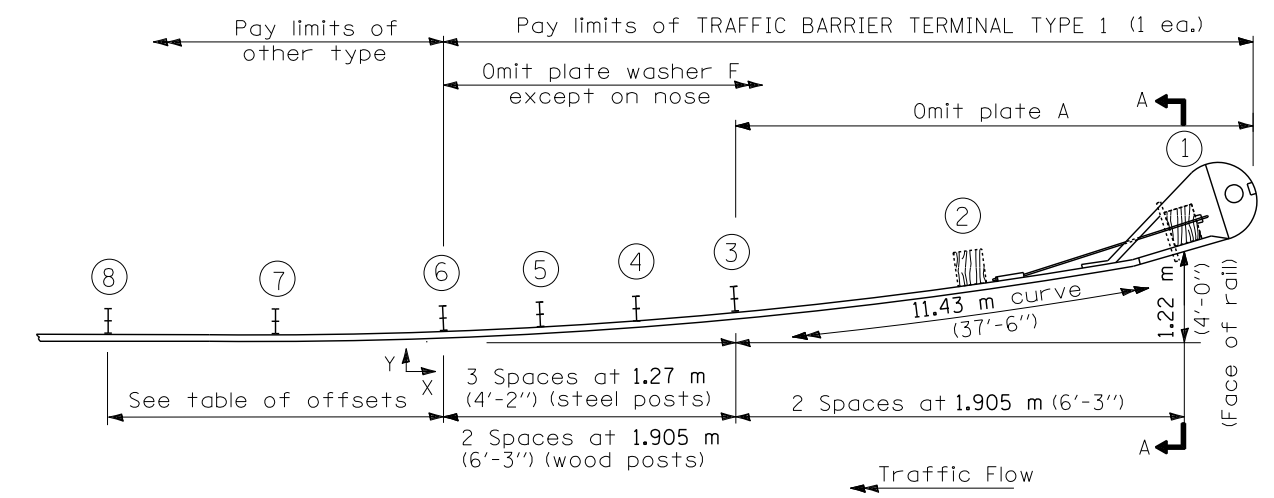 Pay limits of
other type
Pay limits of TRAFFIC BARRIER TERMINAL TYPE 1 (1 ea.)
Omit plate washer F
except on nose
Omit plate A
A
1
2
3
4
5
6
7
8
11.43 m curve
(37'-6'')
1.22 m
(4'-0'')
(Face of rail)
Y
X
See table of offsets
3 Spaces at 1.27 m
(4'-2'') (steel posts)
2 Spaces at 1.905 m
(6'-3'') (wood posts)
2 Spaces at 1.905 m (6'-3'')
A
Traffic Flow